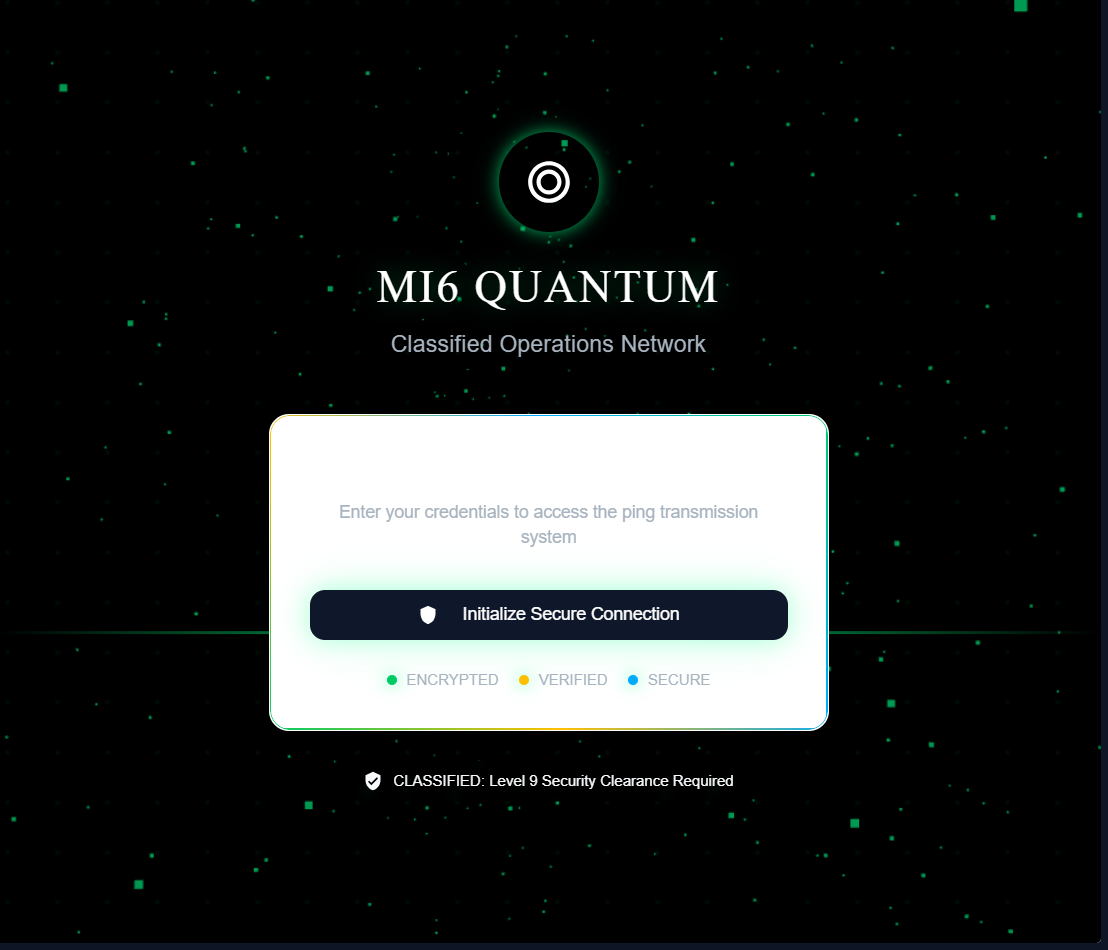 MI6 QUANTUM
Classified Operations Network
Enter your credentials to access the ping transmission
system
Initialize Secure Connection
ENCRYPTED VERIFIED SECURE
CLASSIFIED: Level 9 Security Clearance Required